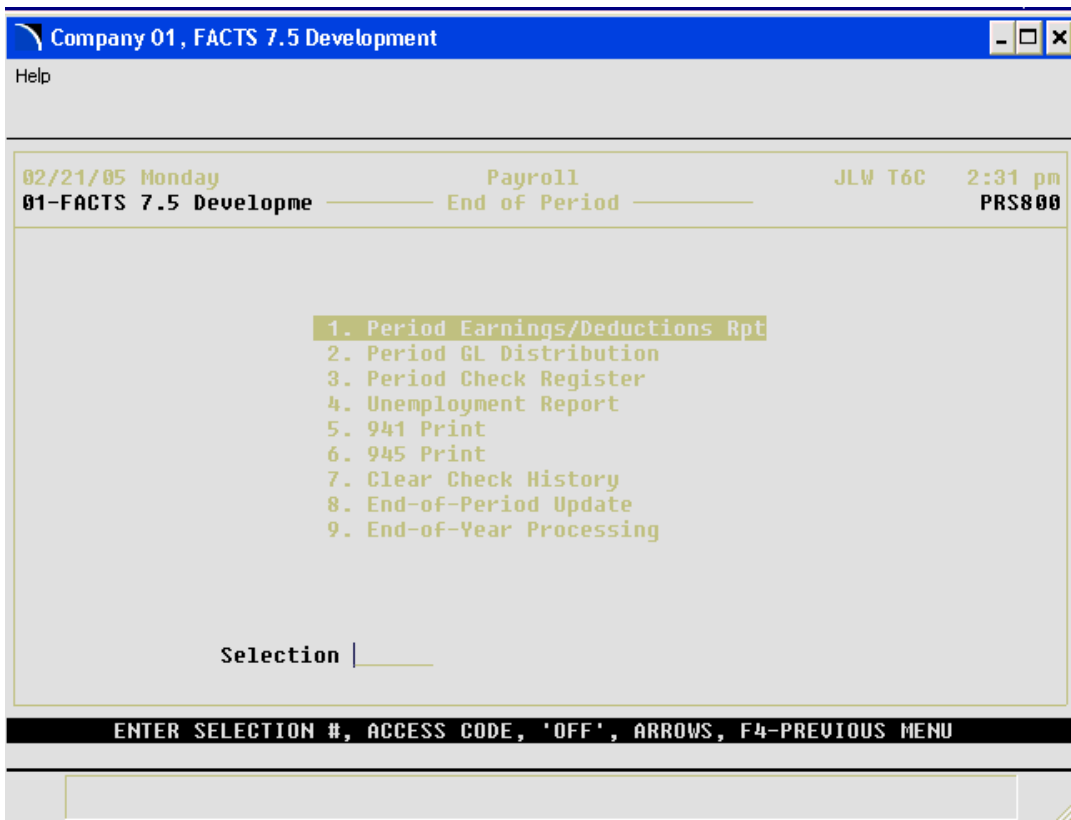 Company 01, FACTS 7.5 Development
Help
02/21/05 Monday Payroll JLW T6C 2:31 pm
01-FACTS 7.5 Developme End of Period PRS800
1. Period Earnings/Deductions Rpt
2. Period GL Distribution
3. Period Check Register
4. Unemployment Report
5. 941 Print
6. 945 Print
7. Clear Check History
8. End-of-Period Update
9. End-of-Year Processing
Selection
ENTER SELECTION #, ACCESS CODE, 'OFF', ARROWS, F4-PREVIOUS MENU